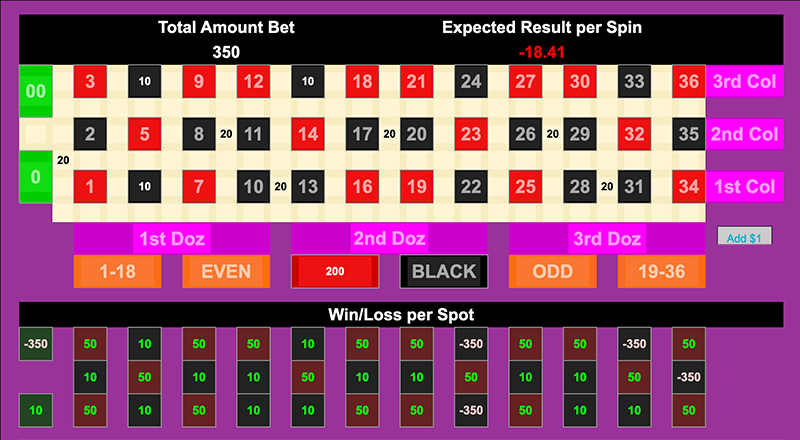 Total Amount Bet Expected Result per Spin
350 -18.41
00 3 10 9 12 10 18 21 24 27 30 33 36 3rd Col
2 5 8 20 11 14 17 20 20 23 26 20 29 32 35 2nd Col
20
0 1 10 7 10 20 13 16 19 22 25 28 20 31 34 1st Col
1st Doz 2nd Doz 3rd Doz Add $1
1-18 EVEN 200 BLACK ODD 19-36
Win/Loss per Spot
-350 50 10 50 50 10 50 50 -350 50 50 -350 50
10 50 10 10 50 10 10 50 10 10 50 -350
10 50 10 50 10 10 50 50 -350 50 10 10 50